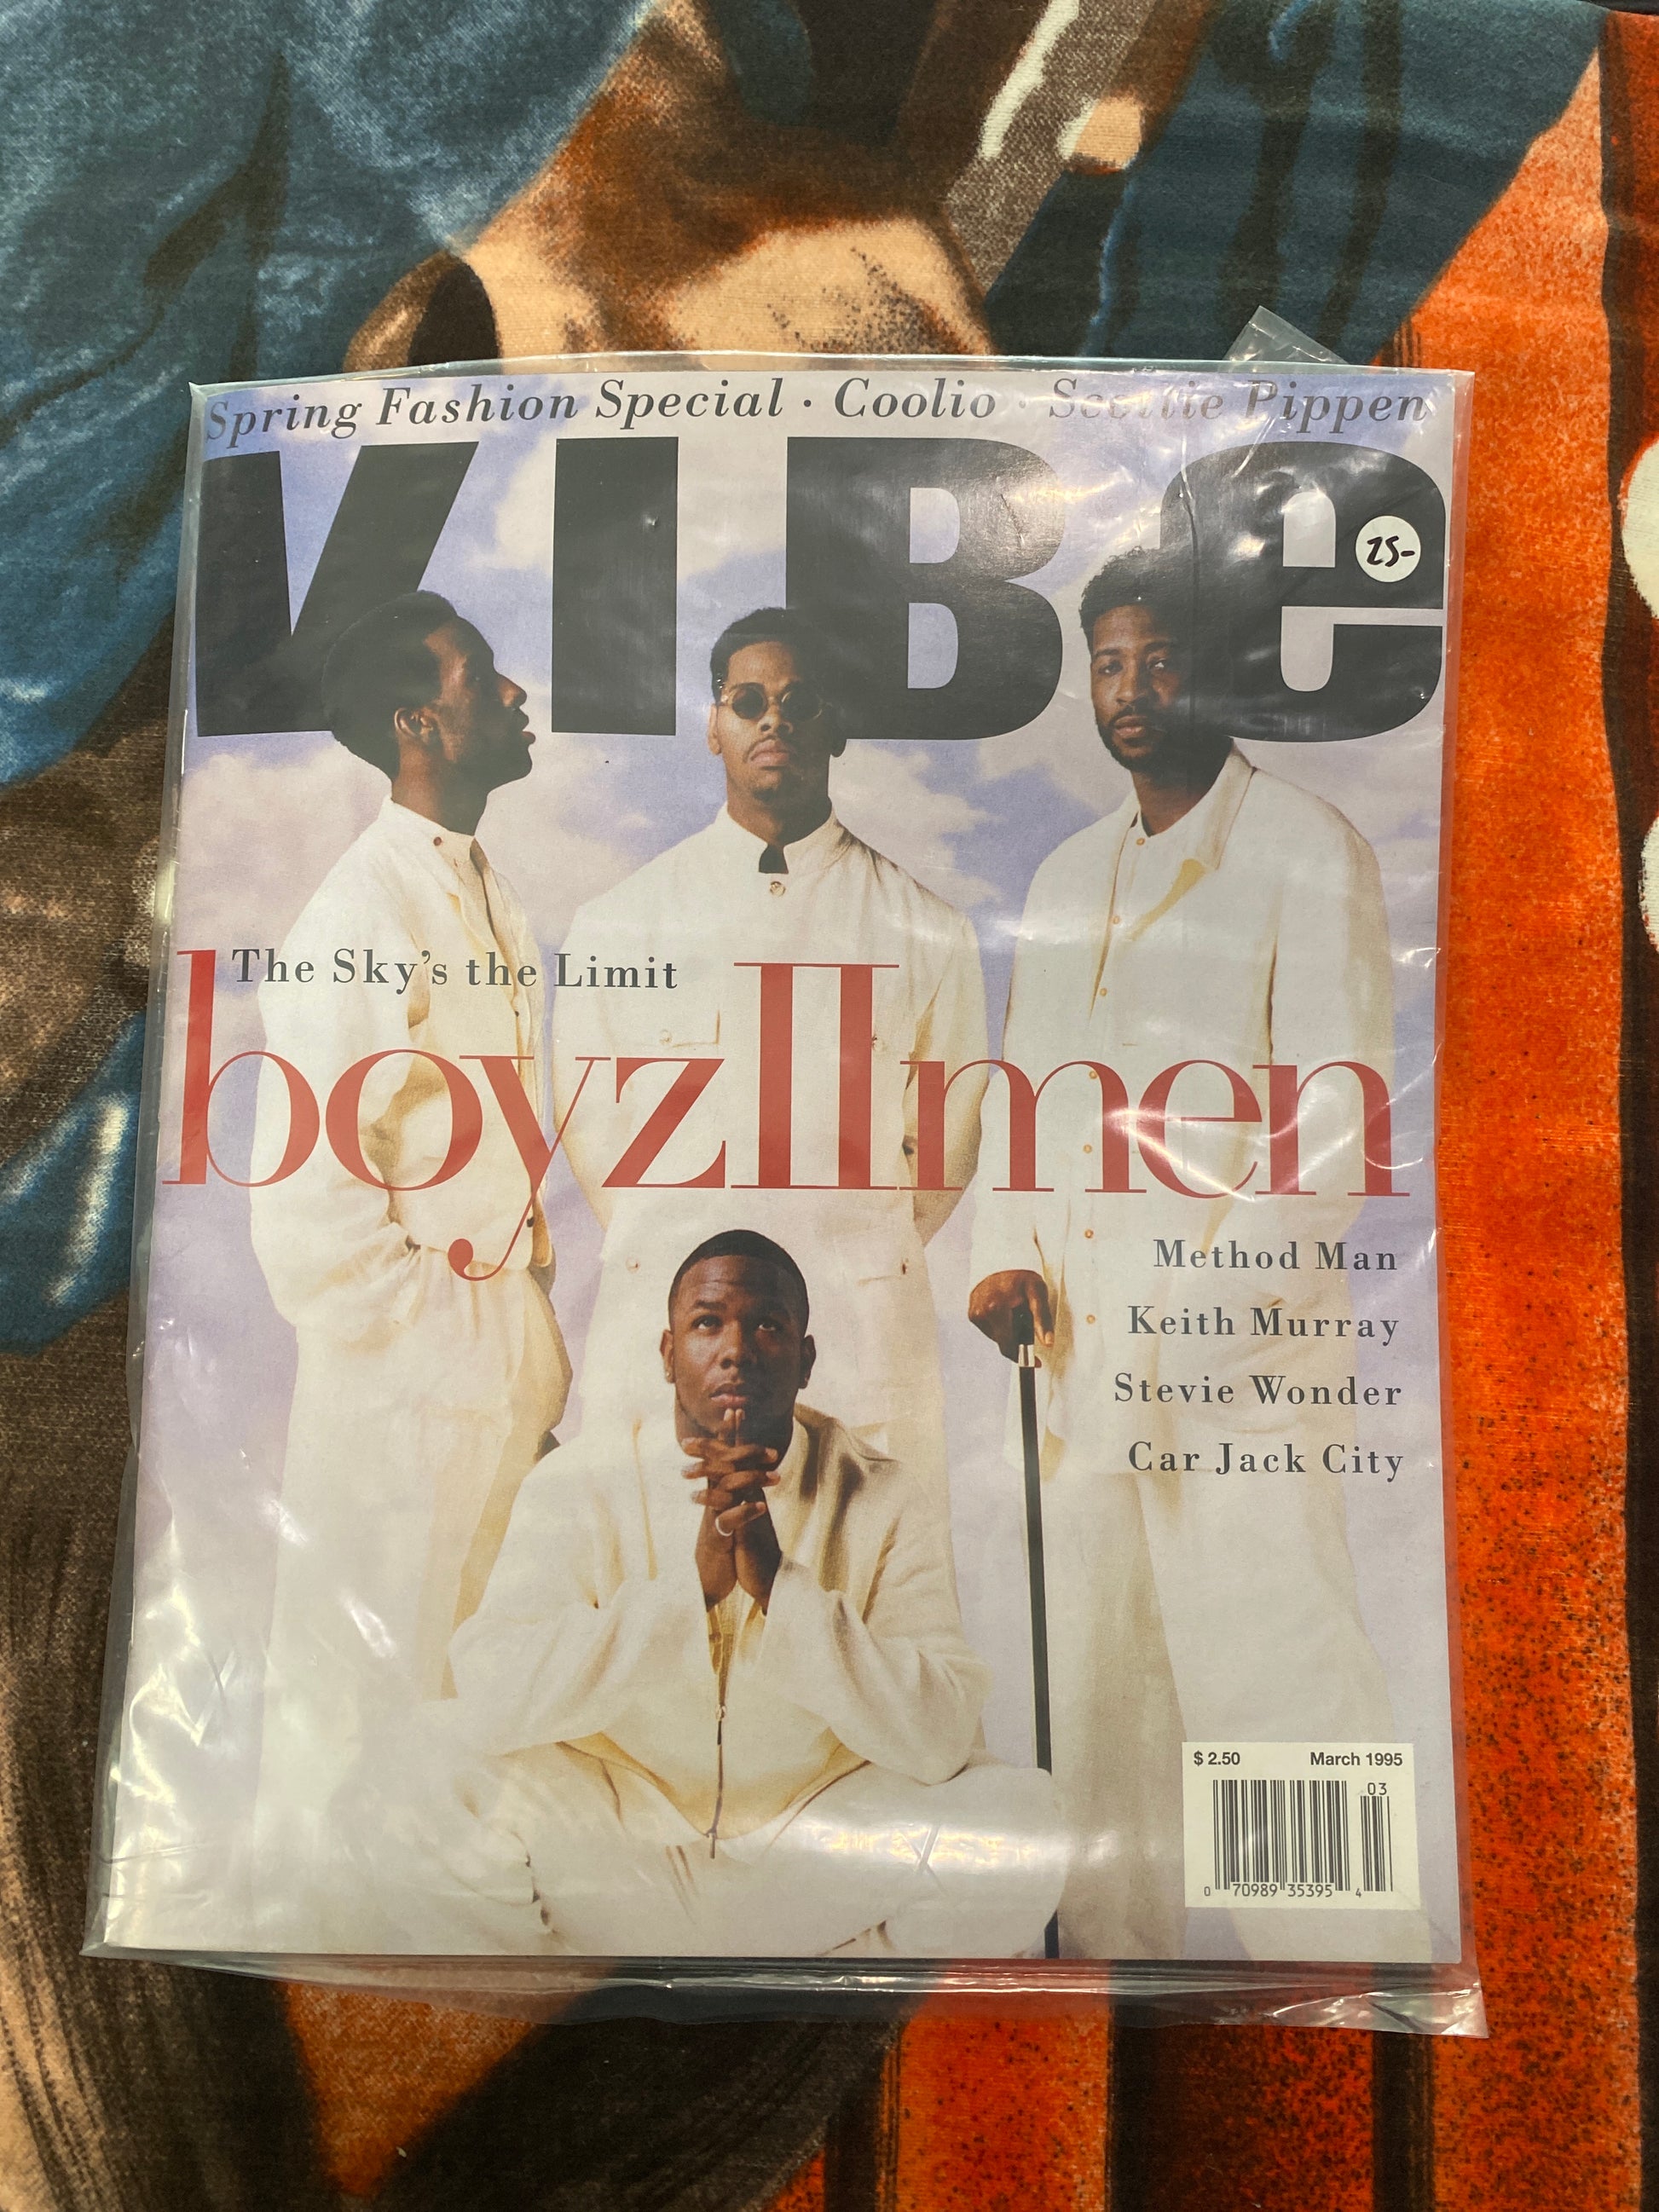 Spring Fashion Special · Coolio · Scottie Pippen
VIBe
25-
The Sky's the Limit
boyzIImen
Method Man
Keith Murray
Stevie Wonder
Car Jack City
$ 2.50 March 1995
03
0 70989 35395 4